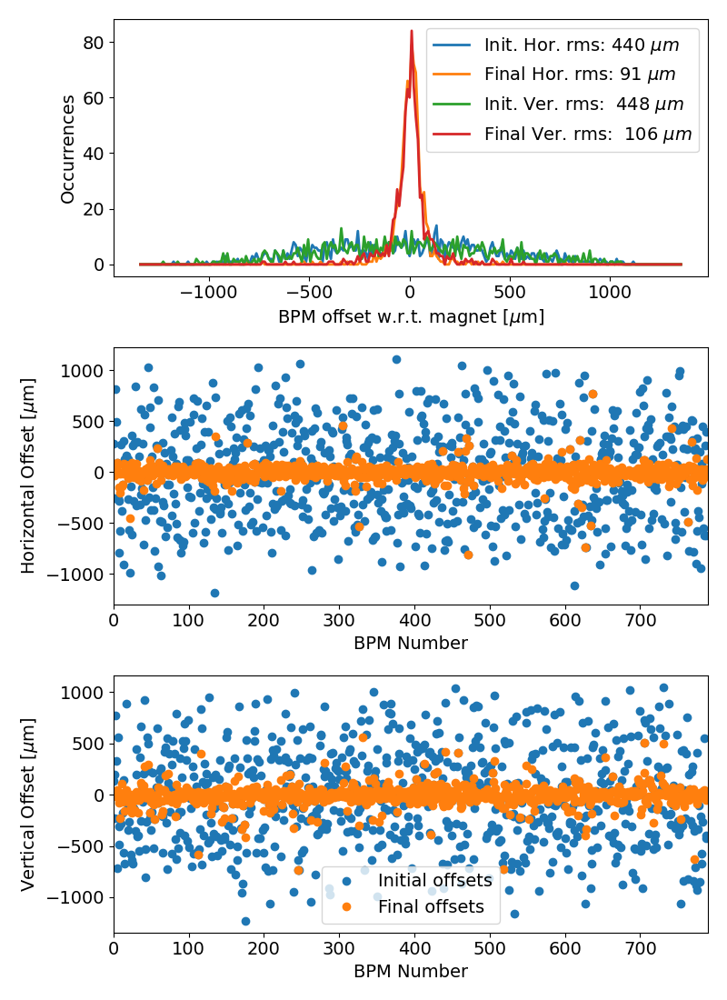 80
60
40
20
0
Occurrences
Init. Hor. rms: 440 μm
Final Hor. rms: 91 μm
Init. Ver. rms:  448 μm
Final Ver. rms:  106 μm
−1000 −500 0 500 1000
BPM offset w.r.t. magnet [μm]
1000
500
0
−500
−1000
Horizontal Offset [μm]
0 100 200 300 400 500 600 700
BPM Number
1000
500
0
−500
−1000
Vertical Offset [μm]
Initial offsets
Final offsets
0 100 200 300 400 500 600 700
BPM Number